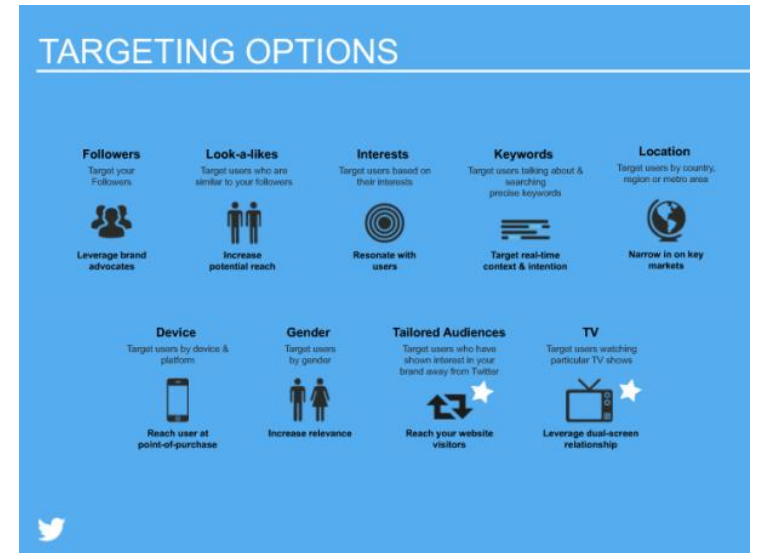 TARGETING OPTIONS
Followers
Target your
Followers
Leverage brand
advocates
Look-a-likes
Target users who are
similar to your followers
Increase
potential reach
Interests
Target users based on
their interests
Resonate with
users
Keywords
Target users talking about &
searching
precise keywords
Target real-time
context & intention
Location
Target users by country,
region or metro area
Narrow in on key
markets
Device
Target users by device &
platform
Reach user at
point-of-purchase
Gender
Target users
by gender
Increase relevance
Tailored Audiences
Target users who have
shown interest in your
brand away from Twitter
Reach your website
visitors
TV
Target users watching
particular TV shows
Leverage dual-screen
relationship